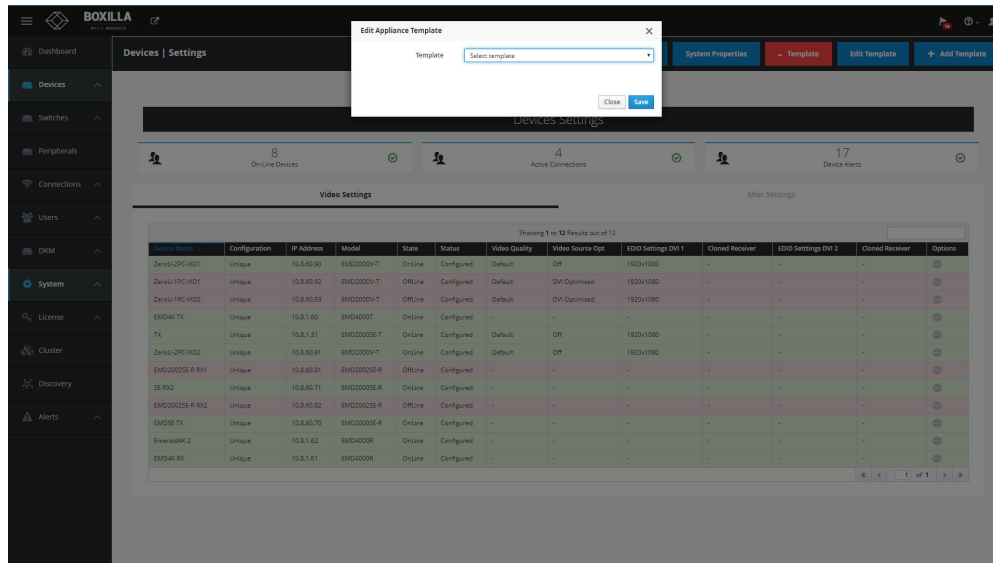 BOXILLA
Dashboard
Devices
Switches
Peripherals
Connections
Users
DKM
System
License
Cluster
Discovery
Alerts
Devices | Settings
System Properties
– Template
Edit Template
+ Add Template
Edit Appliance Template ×
Template Select template
Close Save
Devices Settings
8 On-Line Devices
4 Active Connections
17 Device Alerts
Video Settings Misc Settings
Showing 1 to 12 Results out of 12
Device Name Configuration IP Address Model State Status Video Quality Video Source Opt EDID Settings DVI 1 Cloned Receiver EDID Setttings DVI 2 Cloned Receiver Options
ZeroU-2PC-VID1 Unique 10.8.60.90 EMD200DV-T OnLine Configured Default Off 1920x1080 - - -
ZeroU-1PC-VID1 Unique 10.8.60.92 EMD200DV-T OffLine Configured Default DVI Optimised 1920x1080 - - -
ZeroU-1PC-VID2 Unique 10.8.60.93 EMD200DV-T OffLine Configured Default DVI Optimised 1920x1080 - - -
EMD4K TX Unique 10.8.1.60 EMD4000T OnLine Configured - - - - - -
TX Unique 10.8.1.31 EMD2000SE-T OnLine Configured Default Off 1920x1080 - - -
ZeroU-2PC-VID2 Unique 10.8.60.91 EMD200DV-T OnLine Configured Default Off 1920x1080 - - -
EMD2002SE-R RX1 Unique 10.8.60.81 EMD2002SE-R OffLine Configured - - - - - -
SE-RX2 Unique 10.8.60.71 EMD2000SE-R OnLine Configured - - - - - -
EMD2002SE-R RX2 Unique 10.8.60.82 EMD2002SE-R OffLine Configured - - - - - -
EMDSE TX Unique 10.8.60.70 EMD2000SE-R OnLine Configured - - - - - -
Emerald4K 2 Unique 10.8.1.62 EMD4000R OnLine Configured - - - - - -
EMD4K RX Unique 10.8.1.61 EMD4000R OnLine Configured - - - - - -
« < 1 of 1 > »